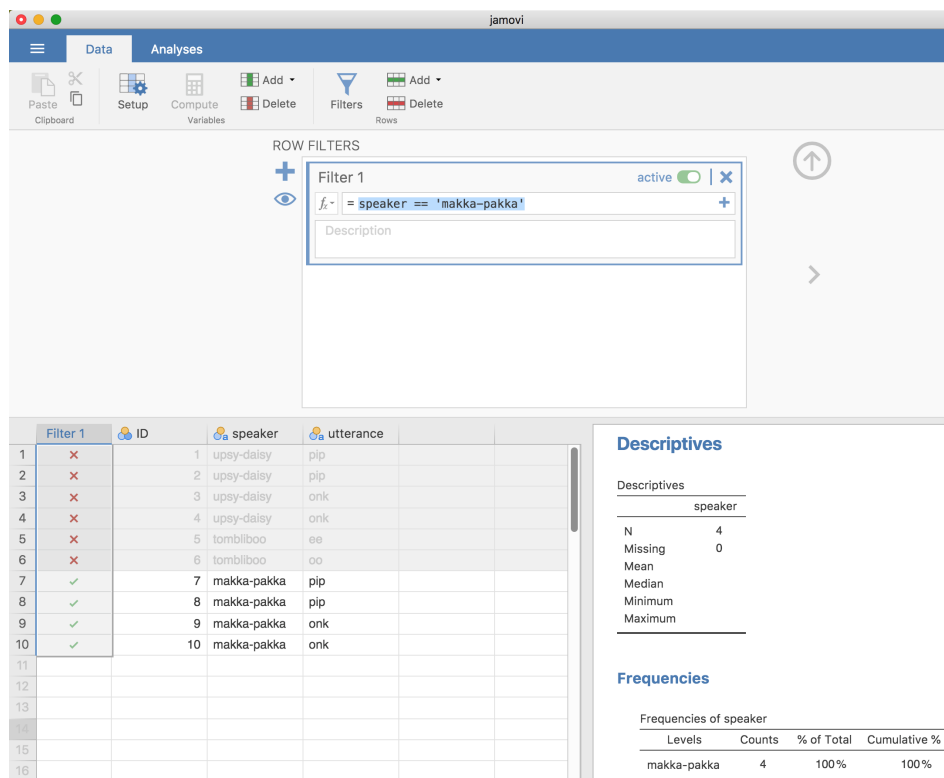 jamovi
Data Analyses
Paste Setup Compute Add Delete Filters Add Delete
Clipboard Variables Rows
ROW FILTERS
Filter 1 active
fx = speaker == 'makka-pakka'
Description
Filter 1 ID speaker utterance
1 1 upsy-daisy pip
2 2 upsy-daisy pip
3 3 upsy-daisy onk
4 4 upsy-daisy onk
5 5 tombliboo ee
6 6 tombliboo oo
7 7 makka-pakka pip
8 8 makka-pakka pip
9 9 makka-pakka onk
10 10 makka-pakka onk
11
12
13
14
15
16
Descriptives
Descriptives
speaker
N 4
Missing 0
Mean
Median
Minimum
Maximum
Frequencies
Frequencies of speaker
Levels Counts % of Total Cumulative %
makka-pakka 4 100% 100%